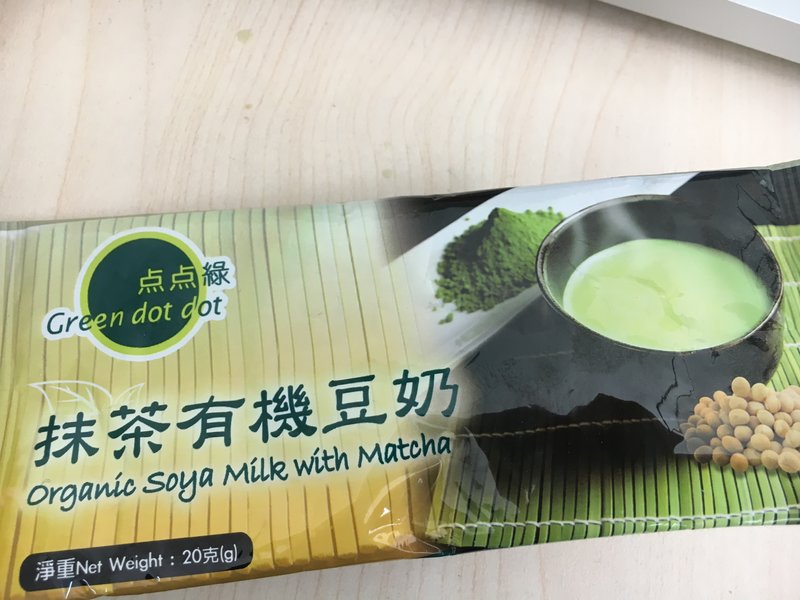 点点綠
Green dot dot
抹茶有機豆奶
Organic Soya Milk with Matcha
淨重Net Weight : 20克(g)